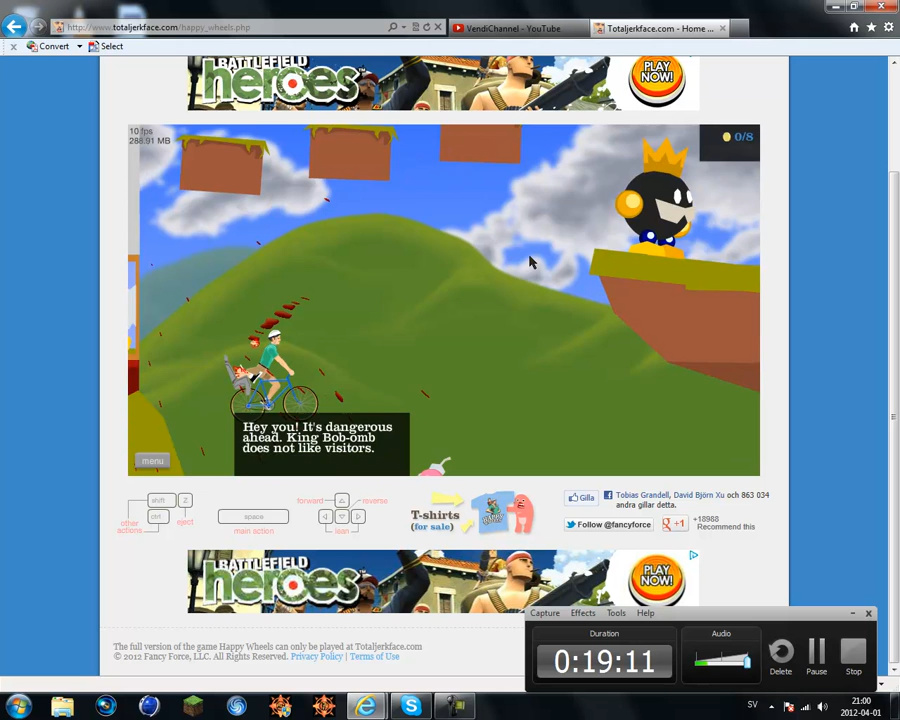 http://www.totaljerkface.com/happy_wheels.php
VendiChannel - YouTube
Totaljerkface.com - Home ...
Convert
Select
BATTLEFIELD
heroes
PLAY
NOW!
10 fps
288.91 MB
0/8
Hey you! It's dangerous
ahead. King Bob-omb
does not like visitors.
menu
shift
Z
ctrl
other
actions
eject
space
main action
forward
reverse
lean
T-shirts
(for sale)
Gilla
Tobias Grandell, David Björn Xu och 863 034
andra gillar detta.
Follow @fancyforce
+1
+18988
Recommend this
BATTLEFIELD
heroes
PLAY
NOW!
The full version of the game Happy Wheels can only be played at Totaljerkface.com
© 2012 Fancy Force, LLC. All Rights Reserved. Privacy Policy | Terms of Use
Capture Effects Tools Help
Duration
0:19:11
Audio
Delete
Pause
Stop
SV
21:00
2012-04-01